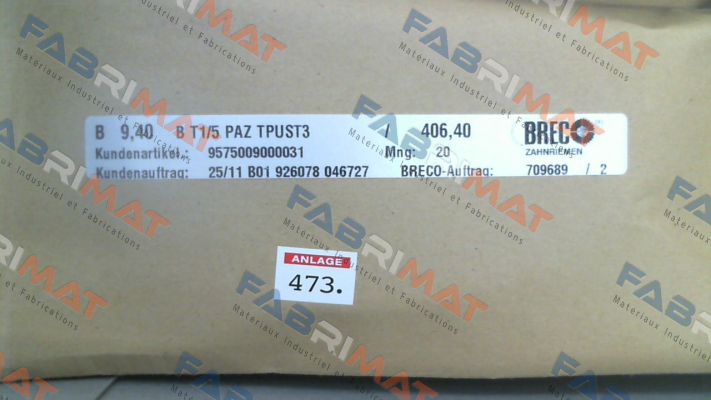 B 9,40 B T1/5 PAZ TPUST3 / 406,40
BRECO
ZAHNRIEMEN
Kundenartikel.: 9575009000031 Mng: 20
Kundenauftrag: 25/11 B01 926078 046727 BRECO-Auftrag: 709689 / 2
ANLAGE
473.
FABRIMAT
Materiaux Industriel et Fabrications